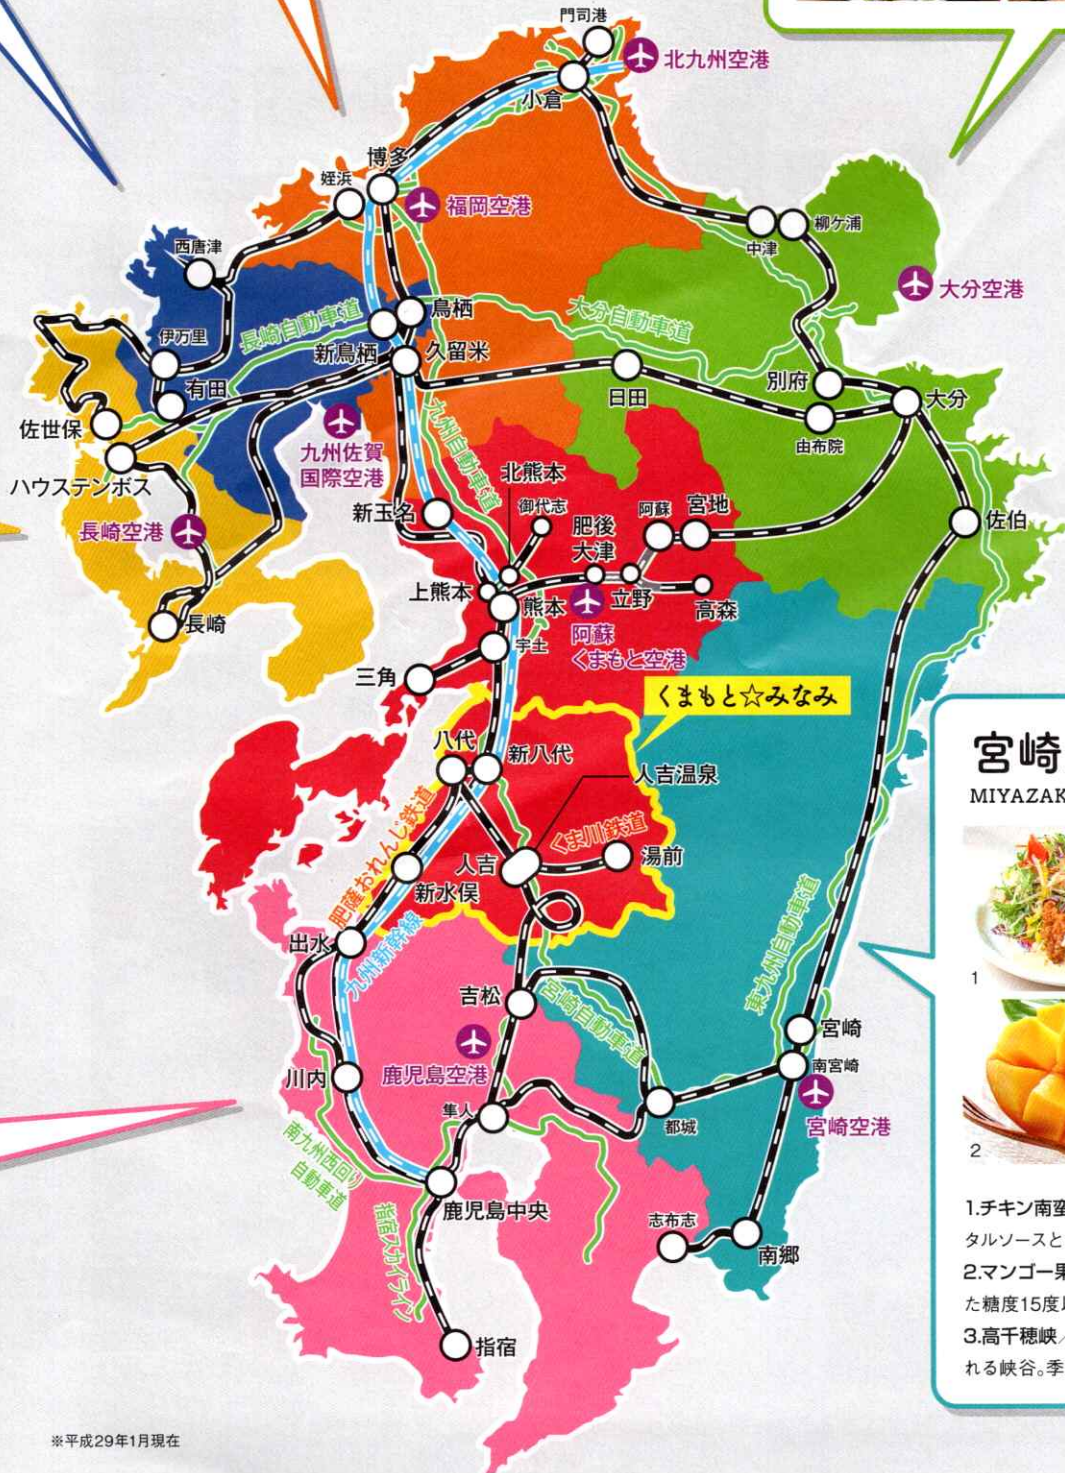 門司港
北九州空港
小倉
博多
姪浜
福岡空港
西唐津
中津
柳ケ浦
大分空港
鳥栖
長崎自動車道
大分自動車道
伊万里
新鳥栖
久留米
有田
別府
大分
日田
佐世保
由布院
九州佐賀
国際空港
九州自動車道
ハウステンボス
北熊本
新玉名
御代志
阿蘇
宮地
佐伯
長崎空港
肥後
大津
上熊本
熊本
立野
高森
長崎
阿蘇
くまもと空港
宇土
三角
くまもと☆みなみ
八代
新八代
人吉温泉
宮崎
MIYAZAK
肥薩おれんじ鉄道
くま川鉄道
人吉
湯前
新水俣
出水
九州新幹線
東九州自動車道
1
吉松
宮崎自動車道
宮崎
鹿児島空港
南宮崎
川内
隼人
都城
宮崎空港
2
南九州西回り
自動車道
鹿児島中央
指宿スカイライン
志布志
南郷
1.チキン南蛮
タルソースと
2.マンゴー果
た糖度15度
3.高千穂峡
れる峡谷。季
指宿
※平成29年1月現在